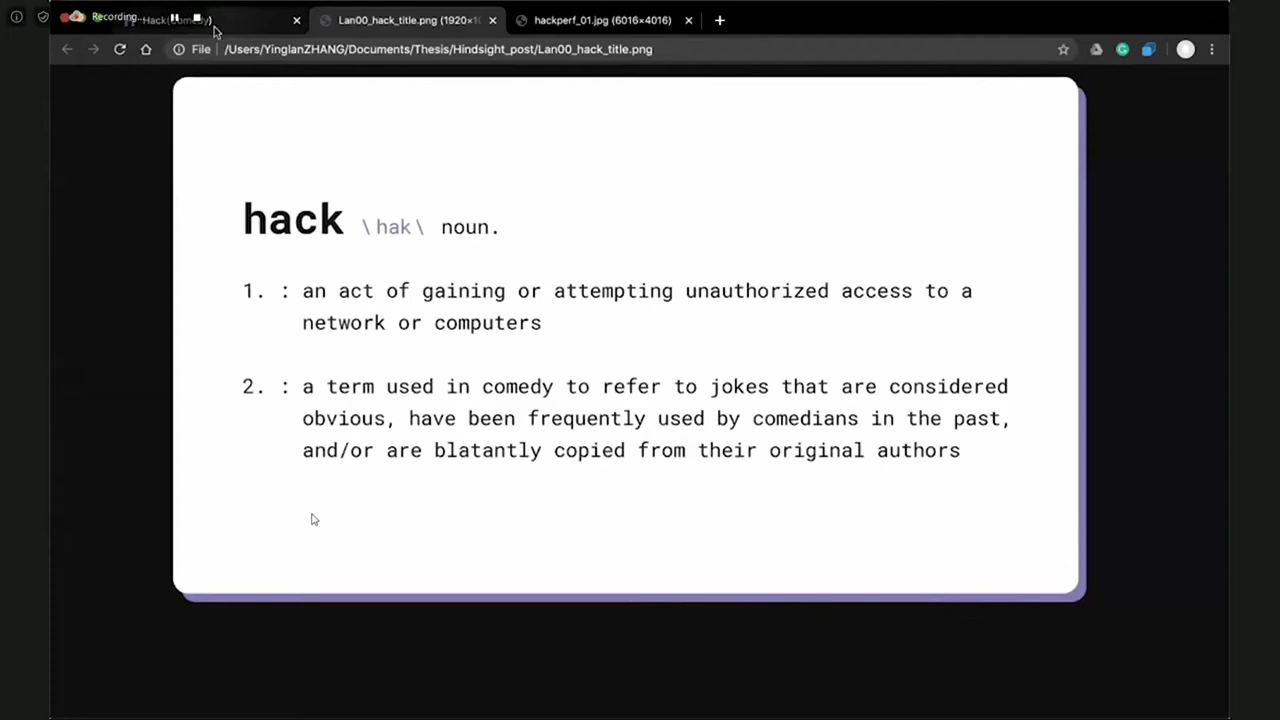 Recording...
Hack(comedy)
Lan00_hack_title.png (1920×10
hackperf_01.jpg (6016×4016)
File
/Users/YinglanZHANG/Documents/Thesis/Hindsight_post/Lan00_hack_title.png
hack \ hak \ noun.
1. : an act of gaining or attempting unauthorized access to a
network or computers
2. : a term used in comedy to refer to jokes that are considered
obvious, have been frequently used by comedians in the past,
and/or are blatantly copied from their original authors